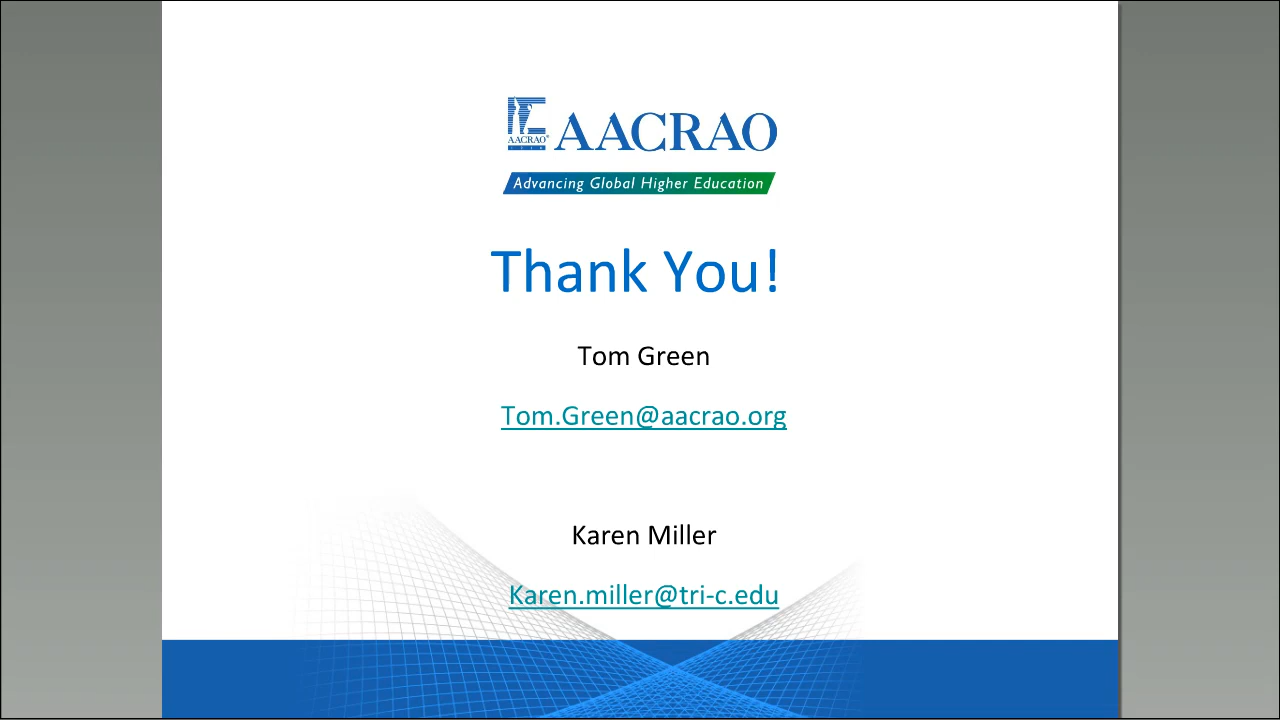 AACRAO
AACRAO
Advancing Global Higher Education
Thank You!
Tom Green
Tom.Green@aacrao.org
Karen Miller
Karen.miller@tri-c.edu